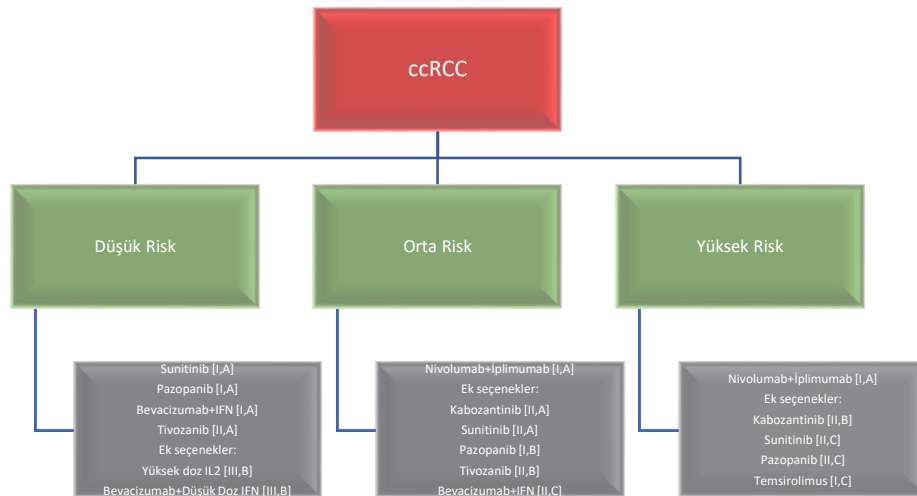 ccRCC
Düşük Risk
Orta Risk
Yüksek Risk
Sunitinib [I,A]
Pazopanib [I,A]
Bevacizumab+IFN [I,A]
Tivozanib [II,A]
Ek seçenekler:
Yüksek doz IL2 [III,B]
Bevacizumab+Düşük Doz IFN [III,B]
Nivolumab+İplimumab [I,A]
Ek seçenekler:
Kabozantinib [II,A]
Sunitinib [II,A]
Pazopanib [I,B]
Tivozanib [II,B]
Bevacizumab+IFN [II,C]
Nivolumab+İplimumab [I,A]
Ek seçenekler:
Kabozantinib [II,B]
Sunitinib [II,C]
Pazopanib [II,C]
Temsirolimus [I,C]